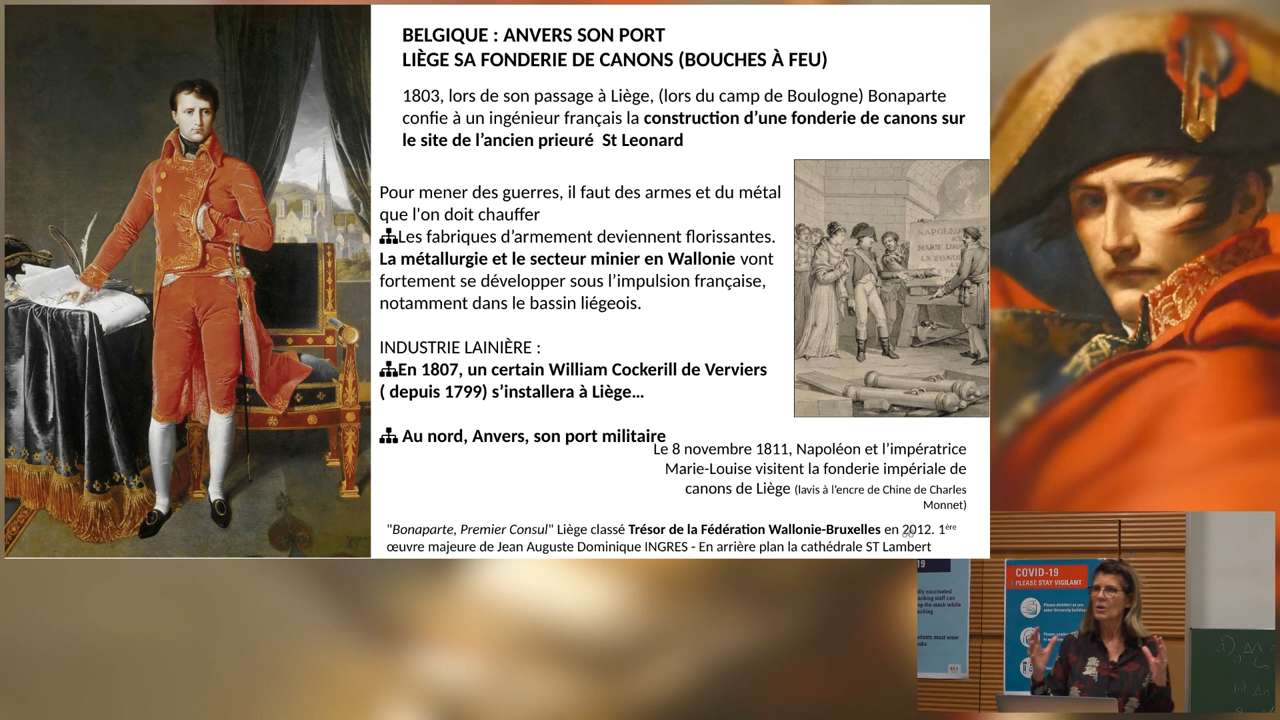 BELGIQUE : ANVERS SON PORT
LIÈGE SA FONDERIE DE CANONS (BOUCHES À FEU)
1803, lors de son passage à Liège, (lors du camp de Boulogne) Bonaparte
confie à un ingénieur français la construction d’une fonderie de canons sur
le site de l’ancien prieuré St Leonard
Pour mener des guerres, il faut des armes et du métal
que l'on doit chauffer
Les fabriques d’armement deviennent florissantes.
La métallurgie et le secteur minier en Wallonie vont
fortement se développer sous l’impulsion française,
notamment dans le bassin liégeois.
INDUSTRIE LAINIÈRE :
En 1807, un certain William Cockerill de Verviers
( depuis 1799) s’installera à Liège…
Au nord, Anvers, son port militaire
Le 8 novembre 1811, Napoléon et l’impératrice
Marie-Louise visitent la fonderie impériale de
canons de Liège (lavis à l’encre de Chine de Charles
Monnet)
"Bonaparte, Premier Consul" Liège classé Trésor de la Fédération Wallonie-Bruxelles en 2012. 1ère
œuvre majeure de Jean Auguste Dominique INGRES - En arrière plan la cathédrale ST Lambert
COVID-19
PLEASE STAY VIGILANT